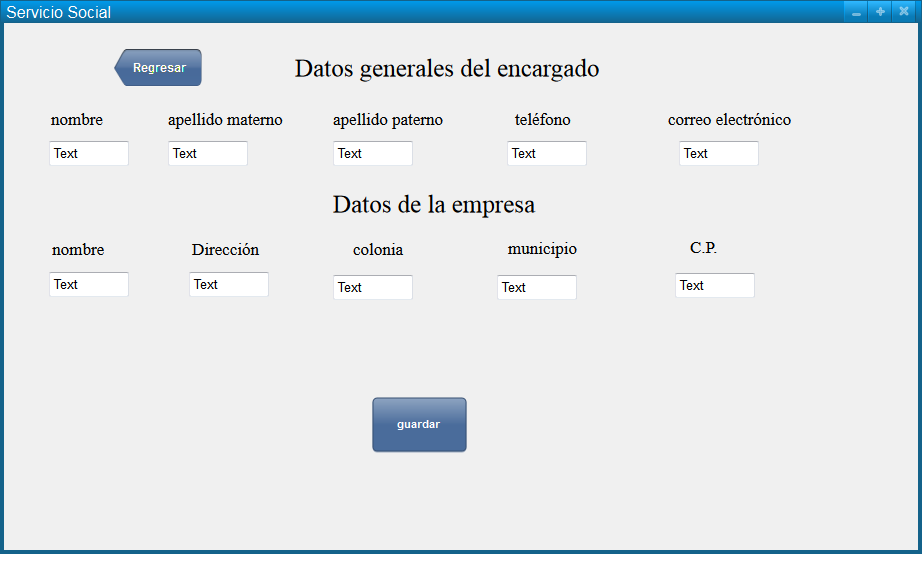 Servicio Social
Regresar
Datos generales del encargado
nombre apellido materno apellido paterno teléfono correo electrónico
Text Text Text Text Text
Datos de la empresa
nombre Dirección colonia municipio C.P.
Text Text Text Text Text
guardar